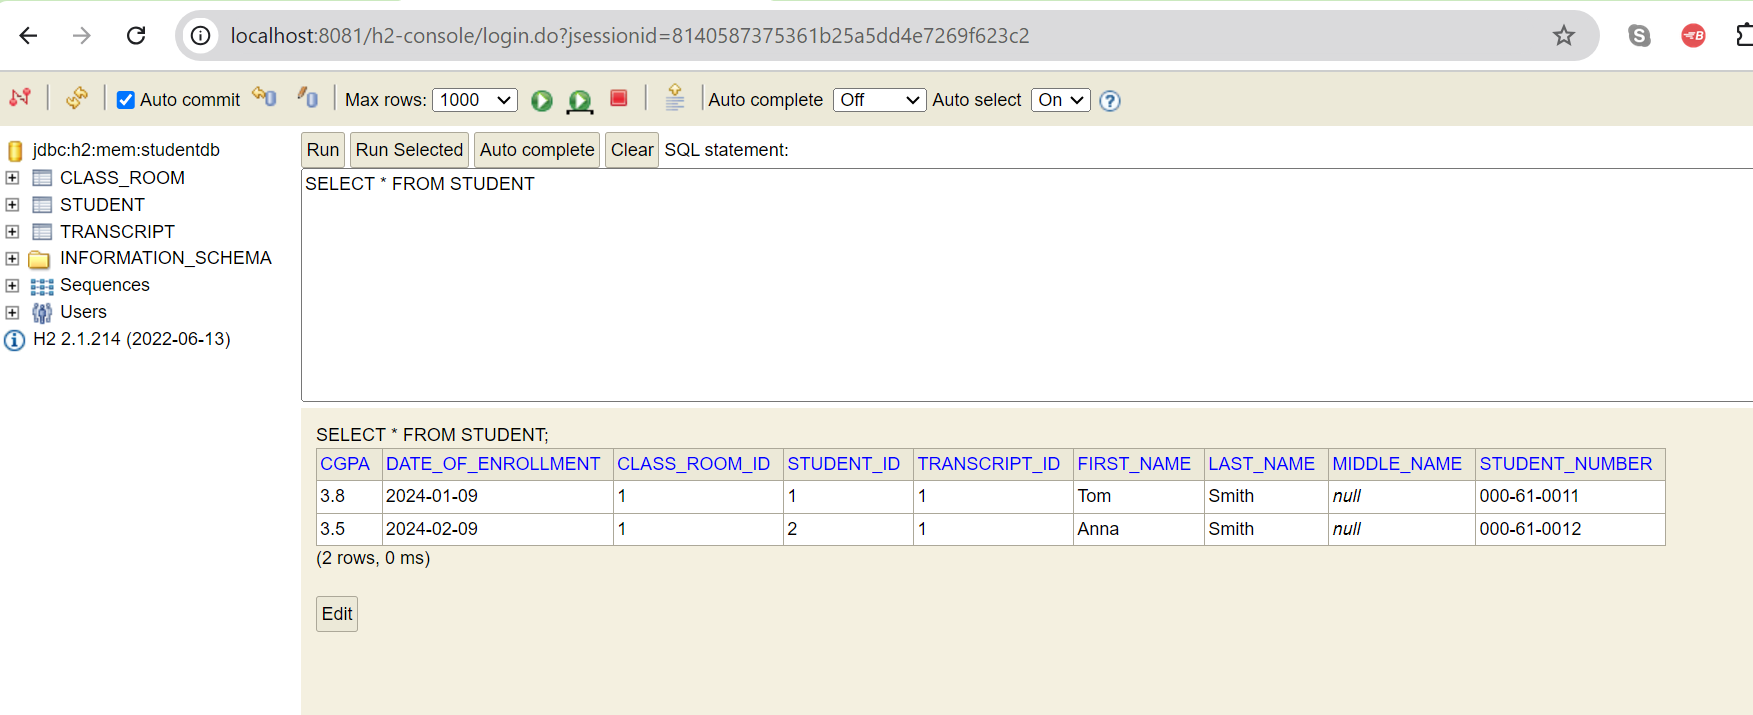 localhost:8081/h2-console/login.do?jsessionid=8140587375361b25a5dd4e7269f623c2
S B
Auto commit Max rows: 1000 Auto complete Off Auto select On ?
jdbc:h2:mem:studentdb
CLASS_ROOM
STUDENT
TRANSCRIPT
INFORMATION_SCHEMA
Sequences
Users
H2 2.1.214 (2022-06-13)
Run Run Selected Auto complete Clear SQL statement:
SELECT * FROM STUDENT
SELECT * FROM STUDENT;
CGPA DATE_OF_ENROLLMENT CLASS_ROOM_ID STUDENT_ID TRANSCRIPT_ID FIRST_NAME LAST_NAME MIDDLE_NAME STUDENT_NUMBER
3.8 2024-01-09 1 1 1 Tom Smith null 000-61-0011
3.5 2024-02-09 1 2 1 Anna Smith null 000-61-0012
(2 rows, 0 ms)
Edit